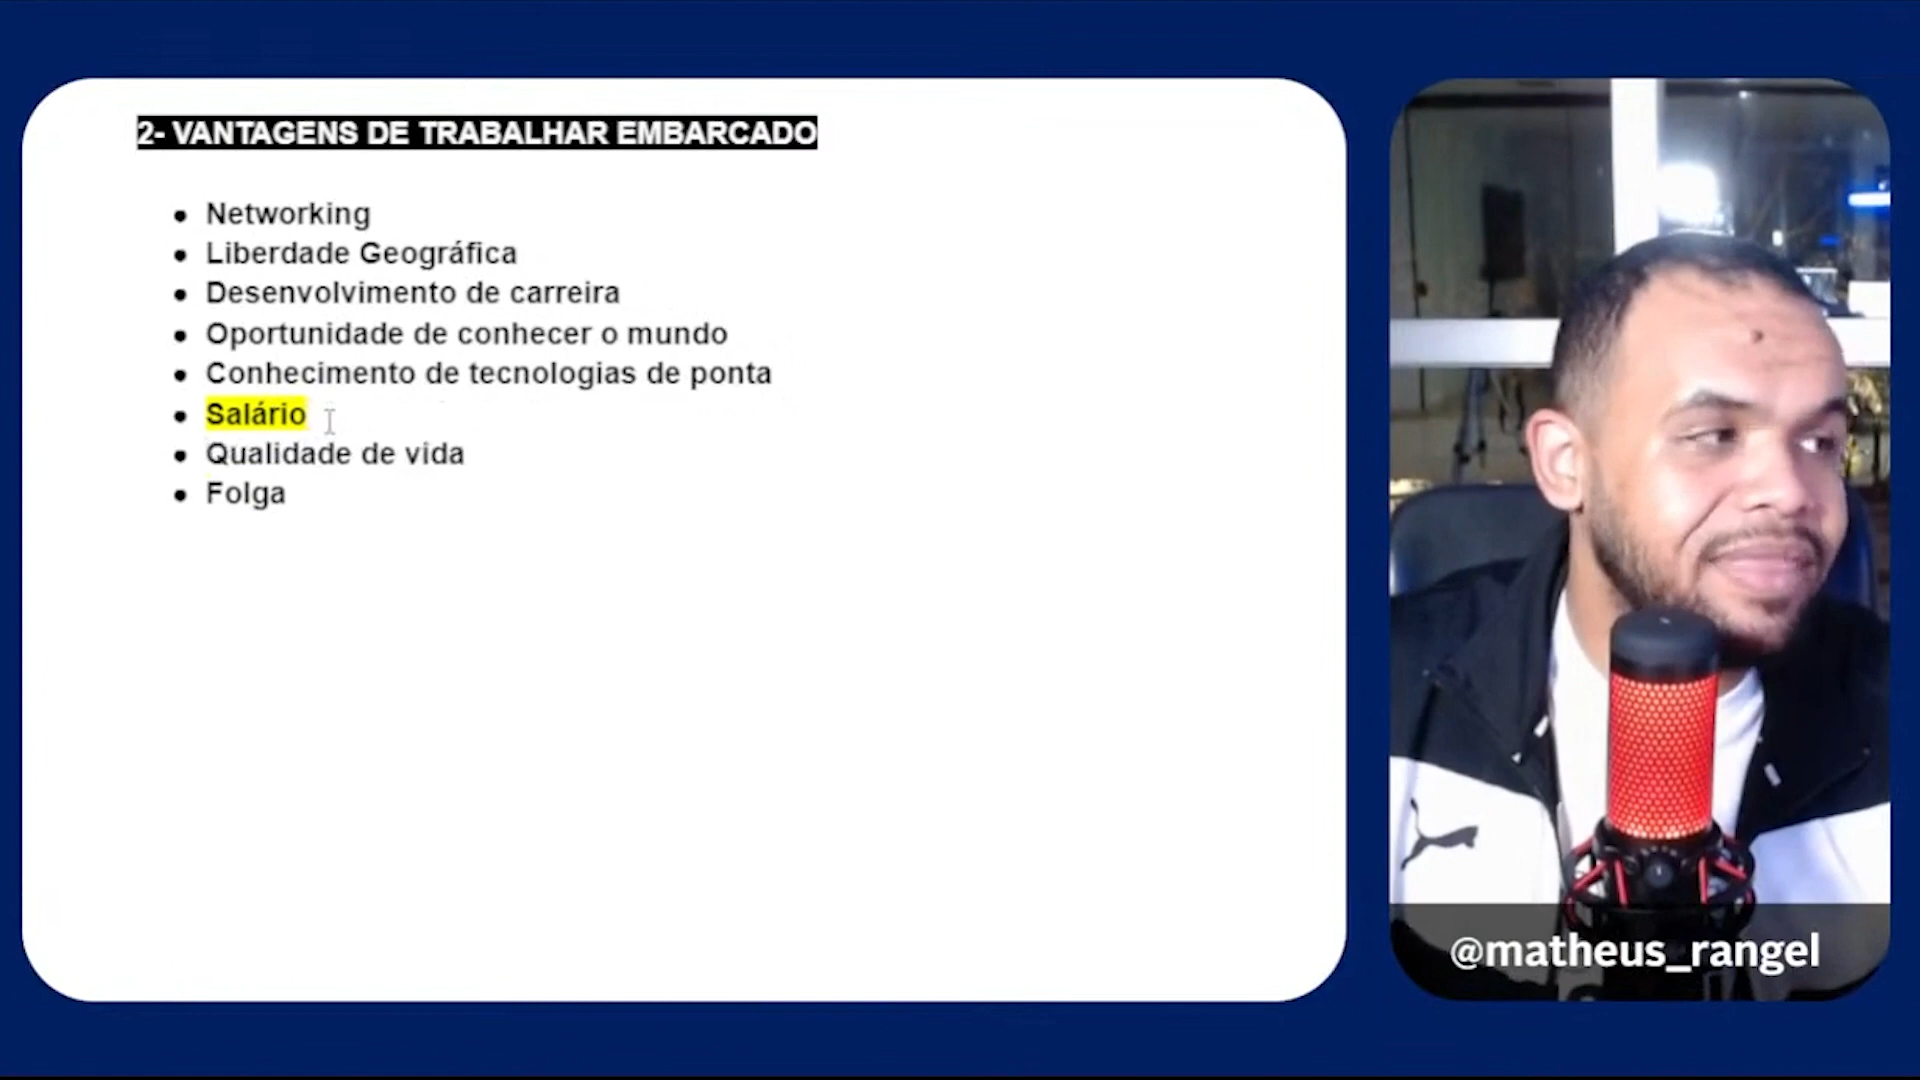 2- VANTAGENS DE TRABALHAR EMBARCADO
Networking
Liberdade Geográfica
Desenvolvimento de carreira
Oportunidade de conhecer o mundo
Conhecimento de tecnologias de ponta
Salário
Qualidade de vida
Folga
@matheus_rangel